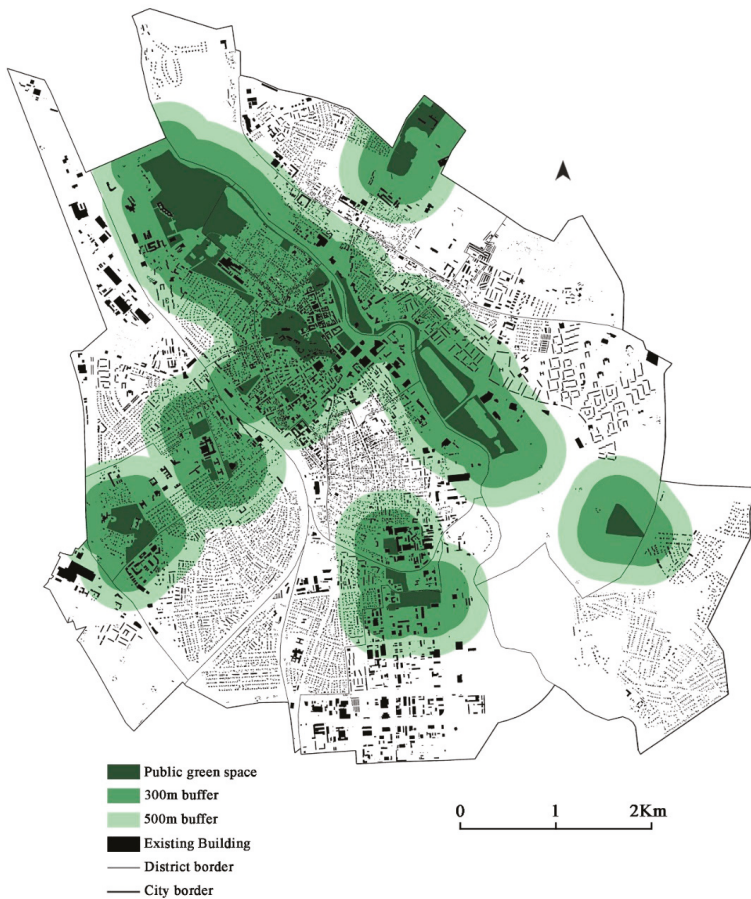 Public green space
300m buffer
500m buffer
Existing Building
District border
City border
0 1 2Km